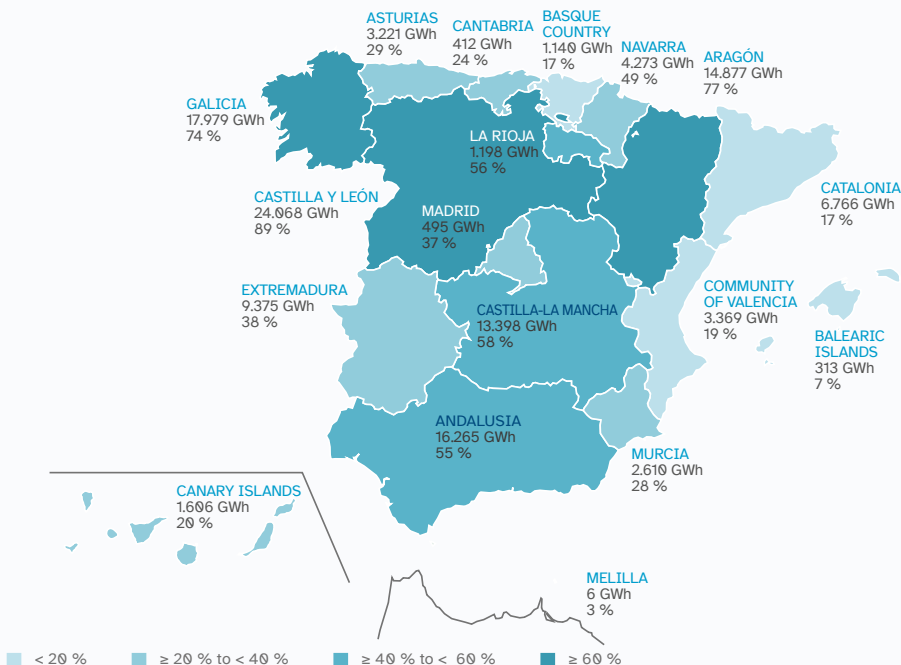 ASTURIAS
3.221 GWh
29 %
CANTABRIA
412 GWh
24 %
BASQUE
COUNTRY
1.140 GWh
17 %
NAVARRA
4.273 GWh
49 %
ARAGÓN
14.877 GWh
77 %
GALICIA
17.979 GWh
74 %
LA RIOJA
1.198 GWh
56 %
CASTILLA Y LEÓN
24.068 GWh
89 %
MADRID
495 GWh
37 %
CATALONIA
6.766 GWh
17 %
EXTREMADURA
9.375 GWh
38 %
CASTILLA-LA MANCHA
13.398 GWh
58 %
COMMUNITY
OF VALENCIA
3.369 GWh
19 %
BALEARIC
ISLANDS
313 GWh
7 %
ANDALUSIA
16.265 GWh
55 %
MURCIA
2.610 GWh
28 %
CANARY ISLANDS
1.606 GWh
20 %
MELILLA
6 GWh
3 %
< 20 %
≥ 20 % to < 40 %
≥ 40 % to < 60 %
≥ 60 %